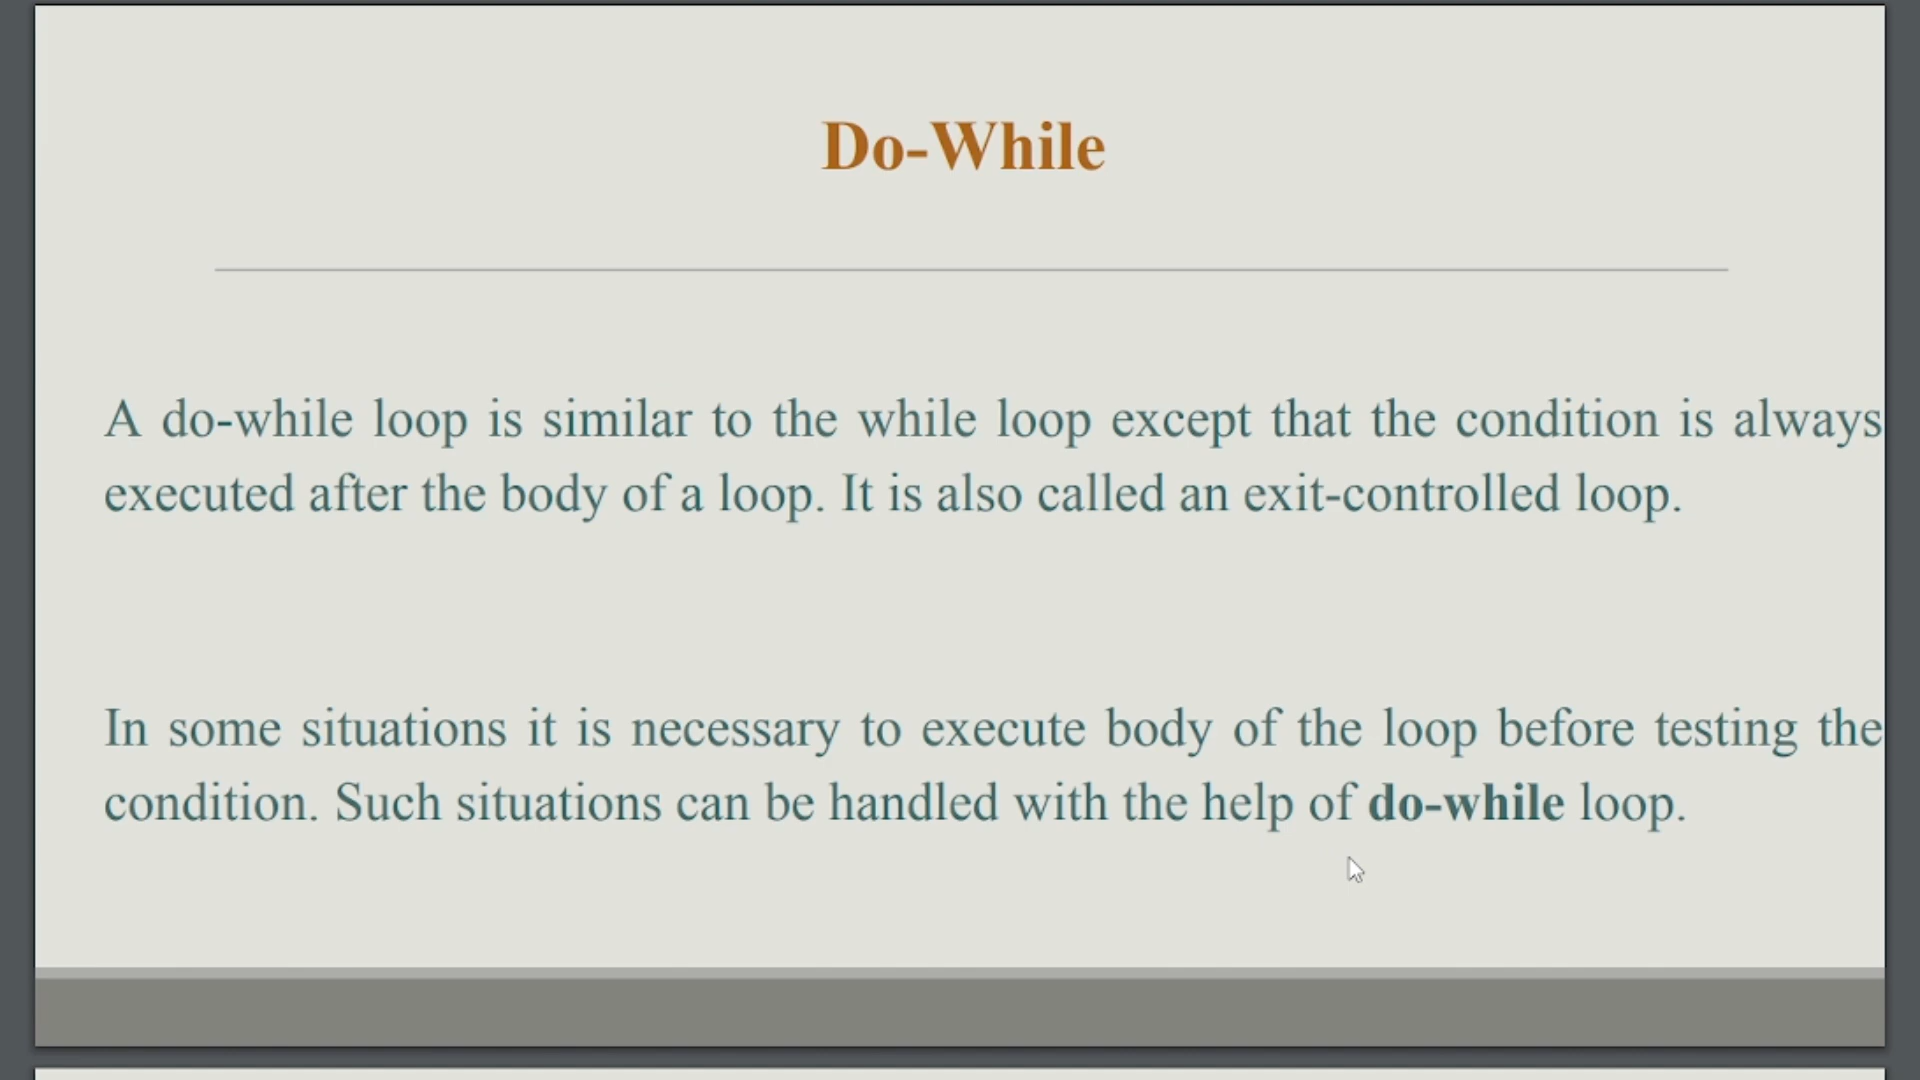 Do-While
A do-while loop is similar to the while loop except that the condition is always
executed after the body of a loop. It is also called an exit-controlled loop.
In some situations it is necessary to execute body of the loop before testing the
condition. Such situations can be handled with the help of do-while loop.